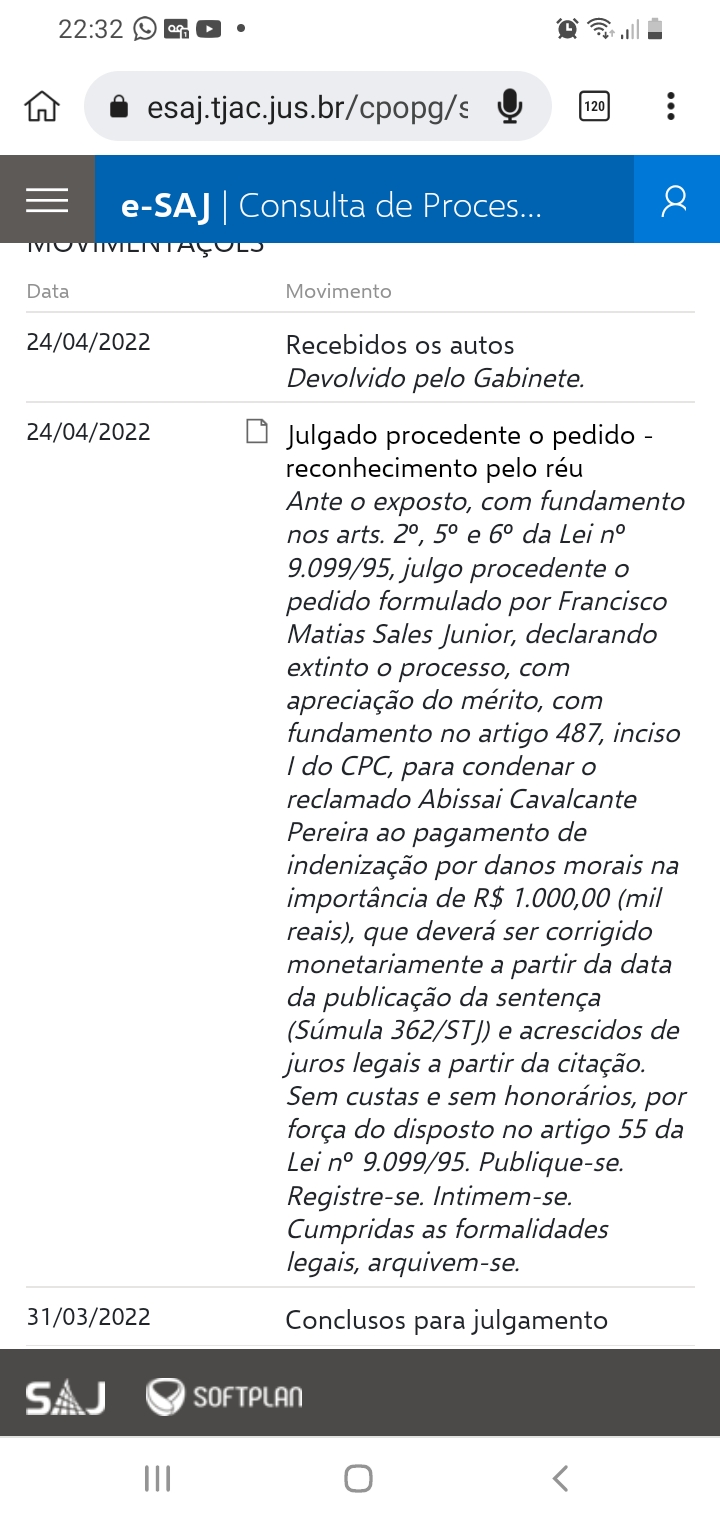 22:32
120
esaj.tjac.jus.br/cpopg/s
e-SAJ | Consulta de Proces...
MOVIMENTAÇÕES
Data Movimento
24/04/2022 Recebidos os autos
Devolvido pelo Gabinete.
24/04/2022 Julgado procedente o pedido -
reconhecimento pelo réu
Ante o exposto, com fundamento
nos arts. 2º, 5º e 6º da Lei nº
9.099/95, julgo procedente o
pedido formulado por Francisco
Matias Sales Junior, declarando
extinto o processo, com
apreciação do mérito, com
fundamento no artigo 487, inciso
I do CPC, para condenar o
reclamado Abissai Cavalcante
Pereira ao pagamento de
indenização por danos morais na
importância de R$ 1.000,00 (mil
reais), que deverá ser corrigido
monetariamente a partir da data
da publicação da sentença
(Súmula 362/STJ) e acrescidos de
juros legais a partir da citação.
Sem custas e sem honorários, por
força do disposto no artigo 55 da
Lei nº 9.099/95. Publique-se.
Registre-se. Intimem-se.
Cumpridas as formalidades
legais, arquivem-se.
31/03/2022 Conclusos para julgamento
SAJ SOFTPLAN